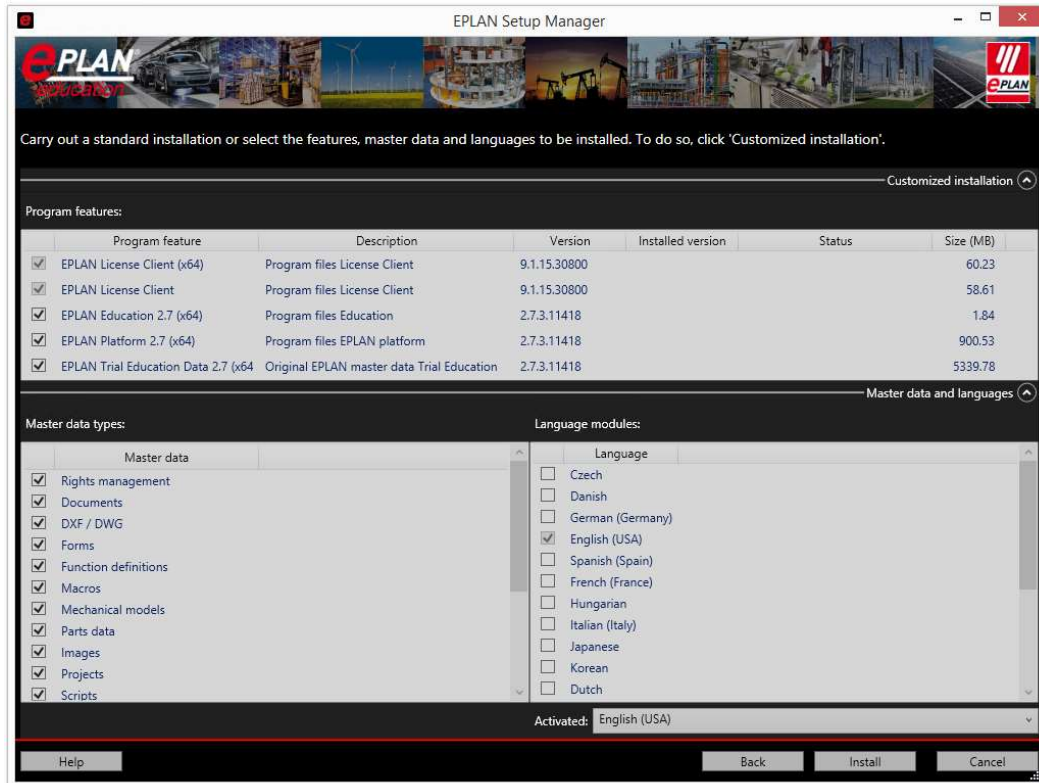 EPLAN Setup Manager
ePLAN
education
ePLAN
Carry out a standard installation or select the features, master data and languages to be installed. To do so, click 'Customized installation'.
Customized installation
Program features:
Program feature Description Version Installed version Status Size (MB)
EPLAN License Client (x64) Program files License Client 9.1.15.30800 60.23
EPLAN License Client Program files License Client 9.1.15.30800 58.61
EPLAN Education 2.7 (x64) Program files Education 2.7.3.11418 1.84
EPLAN Platform 2.7 (x64) Program files EPLAN platform 2.7.3.11418 900.53
EPLAN Trial Education Data 2.7 (x64 Original EPLAN master data Trial Education 2.7.3.11418 5339.78
Master data and languages
Master data types:
Master data
Rights management
Documents
DXF / DWG
Forms
Function definitions
Macros
Mechanical models
Parts data
Images
Projects
Scripts
Language modules:
Language
Czech
Danish
German (Germany)
English (USA)
Spanish (Spain)
French (France)
Hungarian
Italian (Italy)
Japanese
Korean
Dutch
Activated: English (USA)
Help Back Install Cancel